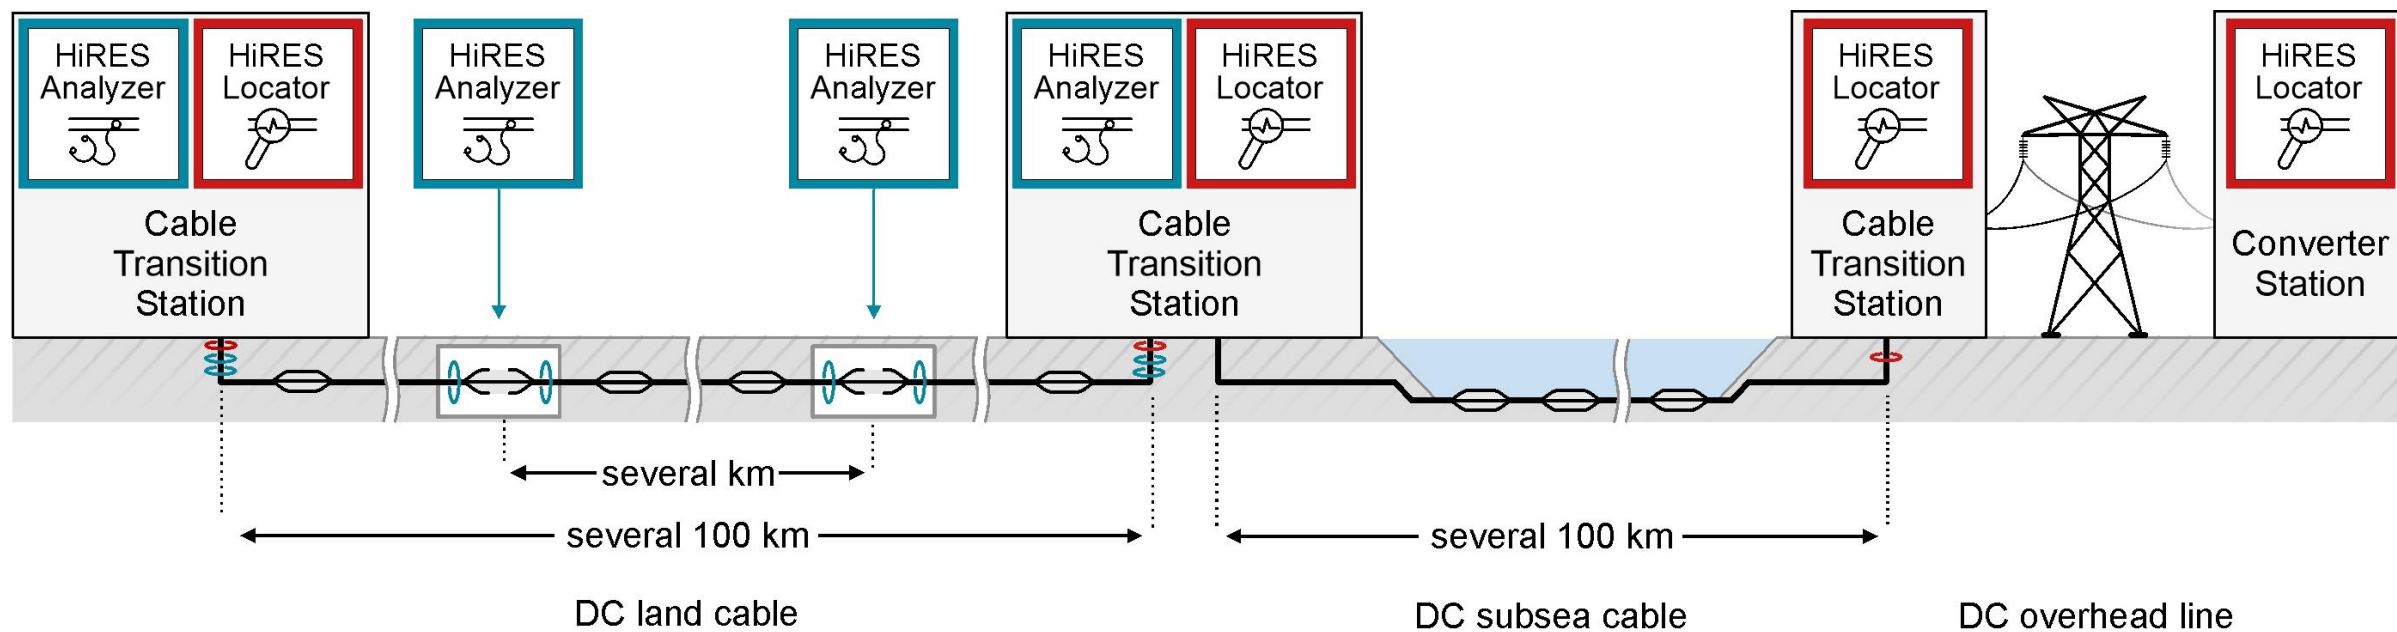 HiRES
Analyzer
HiRES
Locator
Cable
Transition
Station
HiRES
Analyzer
HiRES
Analyzer
HiRES
Analyzer
HiRES
Locator
Cable
Transition
Station
HiRES
Locator
Cable
Transition
Station
HiRES
Locator
Converter
Station
several km
several 100 km
several 100 km
DC land cable
DC subsea cable
DC overhead line